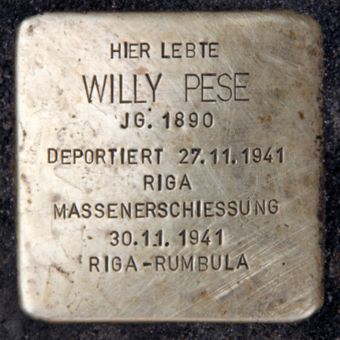 HIER LEBTE
WILLY PESE
JG. 1890
DEPORTIERT 27.11.1941
RIGA
MASSENERSCHIESSUNG
30.11.1941
RIGA-RUMBULA